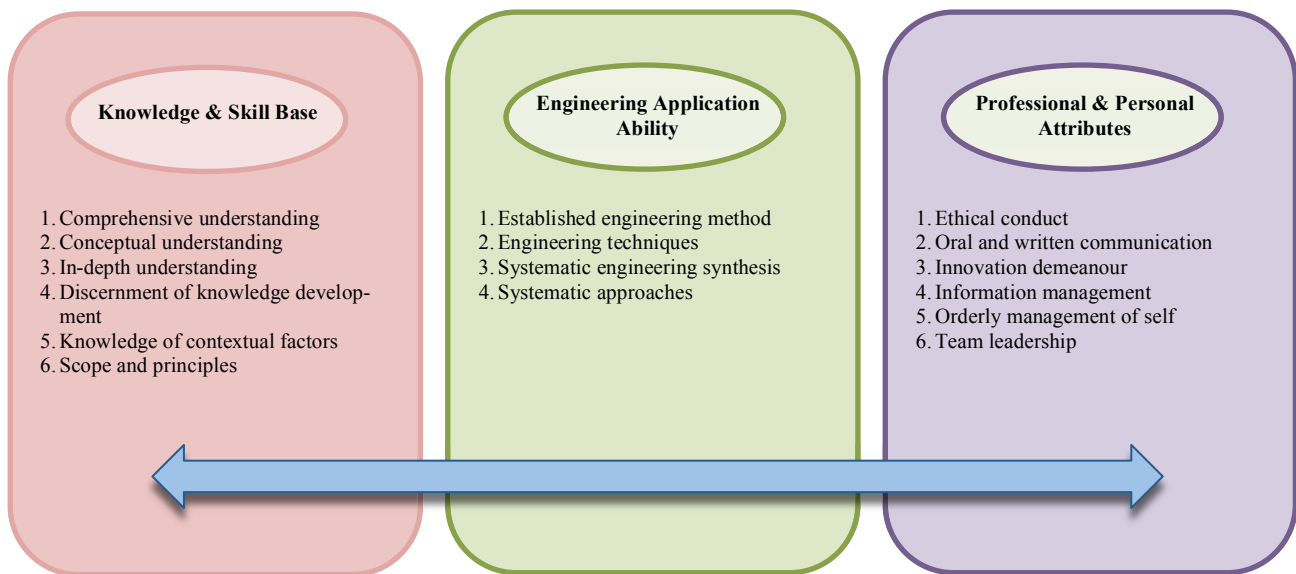 Knowledge & Skill Base
1. Comprehensive understanding
2. Conceptual understanding
3. In-depth understanding
4. Discernment of knowledge develop-
ment
5. Knowledge of contextual factors
6. Scope and principles
Engineering Application
Ability
1. Established engineering method
2. Engineering techniques
3. Systematic engineering synthesis
4. Systematic approaches
Professional & Personal
Attributes
1. Ethical conduct
2. Oral and written communication
3. Innovation demeanour
4. Information management
5. Orderly management of self
6. Team leadership